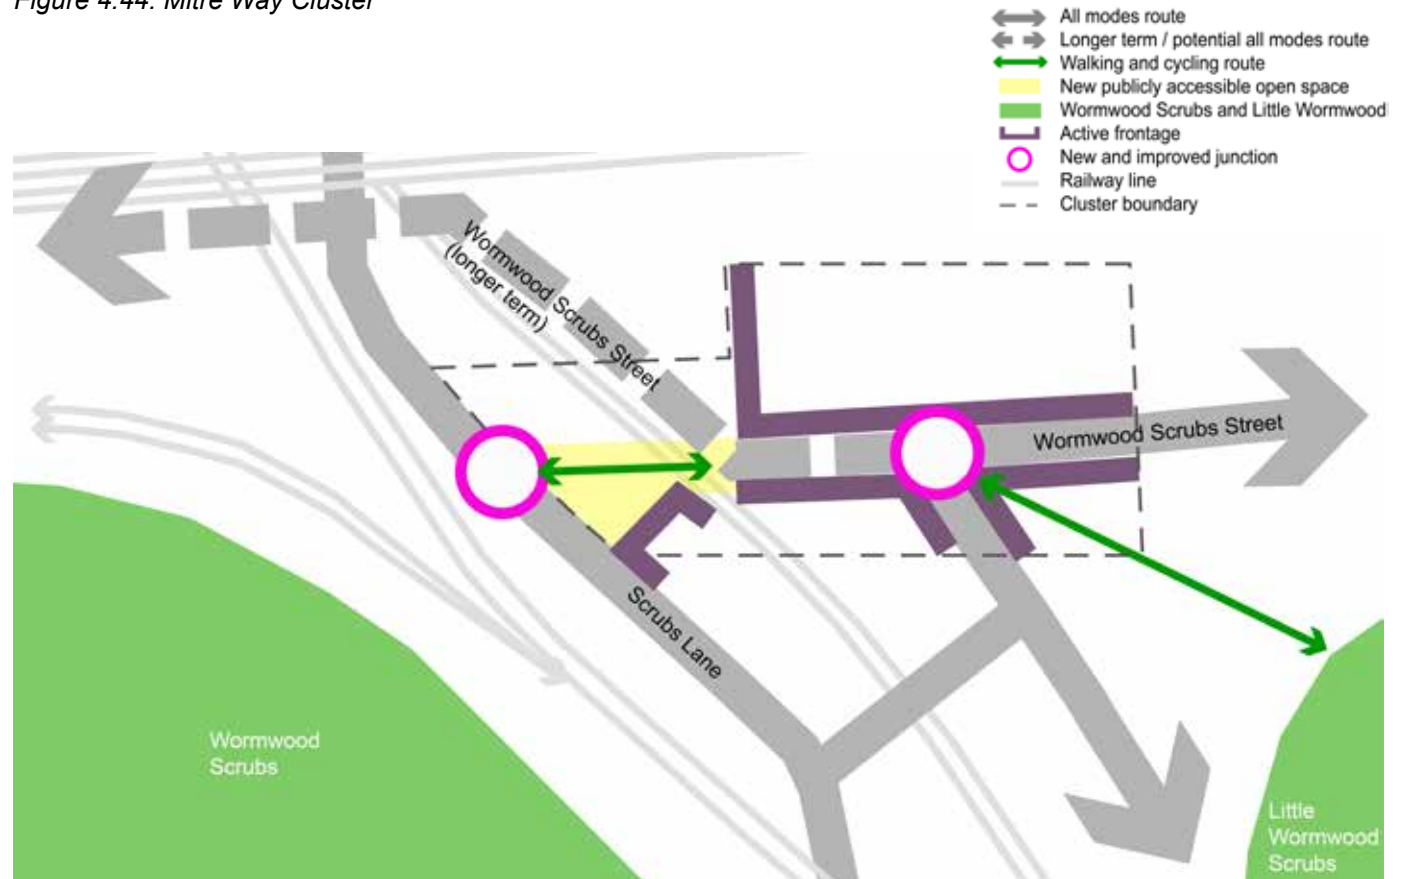 Figure 4.44: Mitre Way Cluster
All modes route
Longer term / potential all modes route
Walking and cycling route
New publicly accessible open space
Wormwood Scrubs and Little Wormwood
Active frontage
New and improved junction
Railway line
Cluster boundary
Wormwood Scrubs Street
(longer term)
Wormwood Scrubs Street
Scrubs Lane
Wormwood
Scrubs
Little
Wormwood
Scrubs